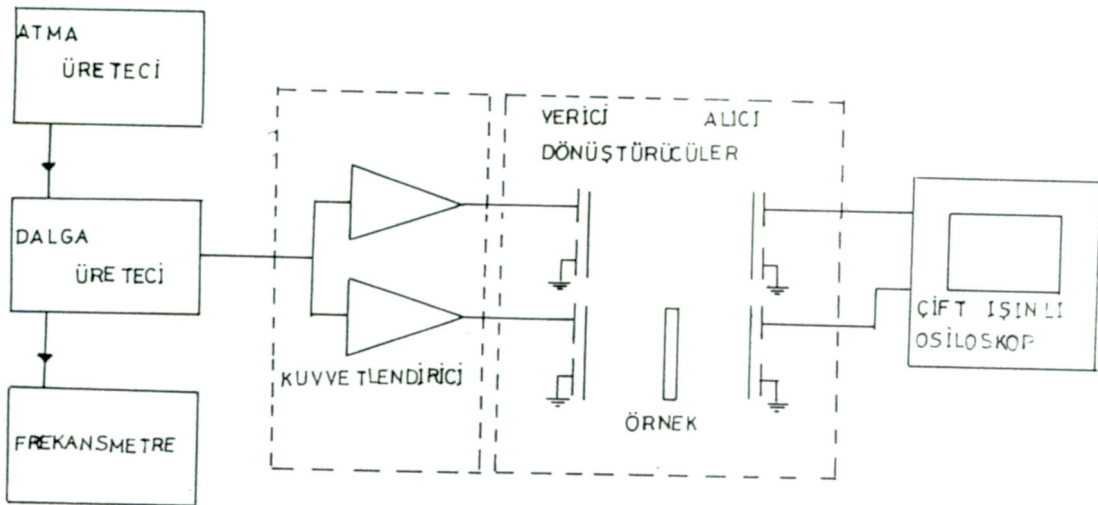 ATMA
ÜRETECİ
DALGA
ÜRETECİ
FREKANSMETRE
KUVVETLENDİRİCİ
VERİCİ ALICI
DÖNÜŞTÜRÜCÜLER
ÖRNEK
ÇİFT IŞINLI
OSİLOSKOP